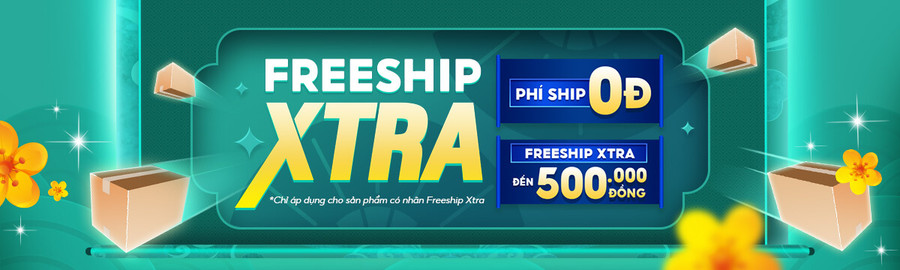 FREESHIP
XTRA
*Chỉ áp dụng cho sản phẩm có nhãn Freeship Xtra
PHÍ SHIP 0Đ
FREESHIP XTRA
ĐẾN 500.000
ĐỒNG